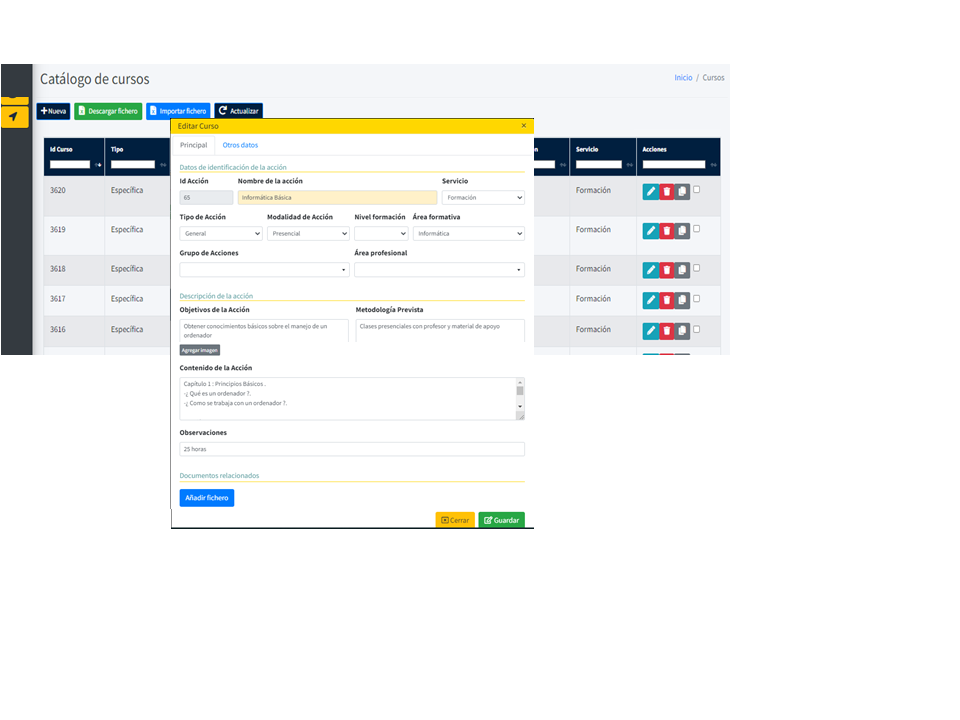 Catálogo de cursos
Inicio / Cursos
Nueva Descargar fichero Importar fichero Actualizar
Id Curso Tipo n Servicio Acciones
3620 Específica Formación
3619 Específica Formación
3618 Específica Formación
3617 Específica Formación
3616 Específica Formación
Editar Curso ×
Principal Otros datos
Datos de identificación de la acción
Id Acción Nombre de la acción Servicio
65 Informática Básica Formación
Tipo de Acción Modalidad de Acción Nivel formación Área formativa
General Presencial Informática
Grupo de Acciones Área profesional
Descripción de la acción
Objetivos de la Acción Metodología Prevista
Obtener conocimientos básicos sobre el manejo de un Clases presenciales con profesor y material de apoyo
ordenador
Agregar imagen
Contenido de la Acción
Capítulo 1 : Principios Básicos .
-¿ Qué es un ordenador ?.
-¿ Como se trabaja con un ordenador ?.
Observaciones
25 horas
Documentos relacionados
Añadir fichero
Cerrar Guardar